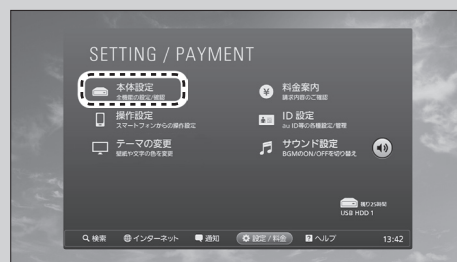 SETTING / PAYMENT
本体設定
全機能の設定/確認
料金案内
請求内容のご確認
操作設定
スマートフォンからの操作設定
ID 設定
au ID等の各種設定/管理
テーマの変更
壁紙や文字の色を変更
サウンド設定
BGMのON/OFFを切り替え
残り25時間
USB HDD 1
検索
インターネット
通知
設定 / 料金
ヘルプ
13:42